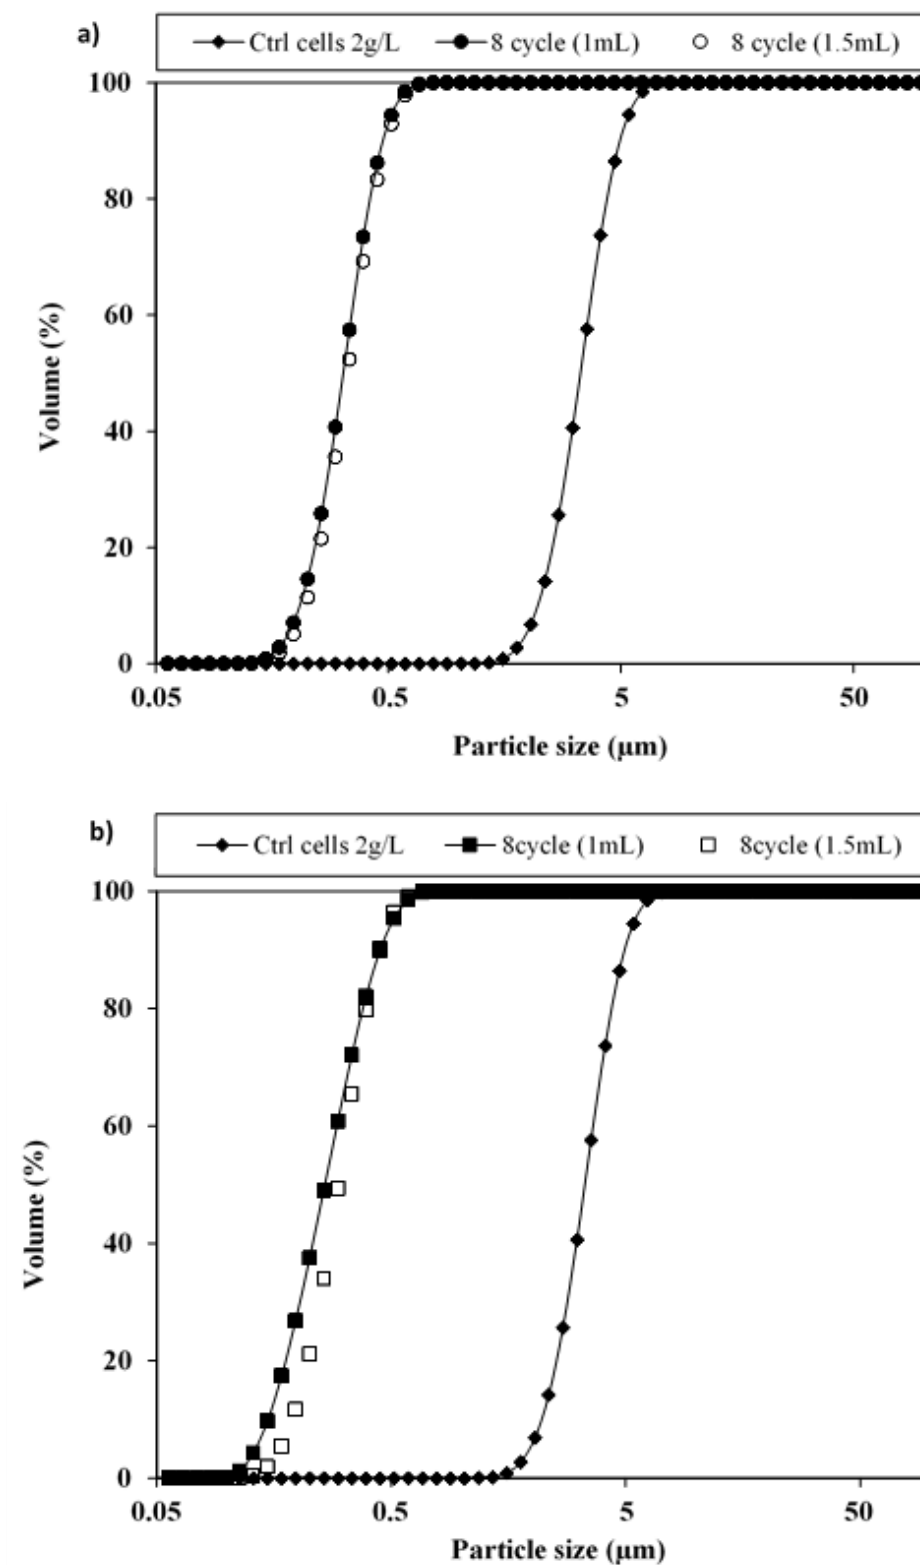 a)
Ctrl cells 2g/L 8 cycle (1mL) 8 cycle (1.5mL)
100
80
60
40
20
0
Volume (%)
0.05 0.5 5 50
Particle size (µm)
b)
Ctrl cells 2g/L 8cycle (1mL) 8cycle (1.5mL)
100
80
60
40
20
0
Volume (%)
0.05 0.5 5 50
Particle size (µm)